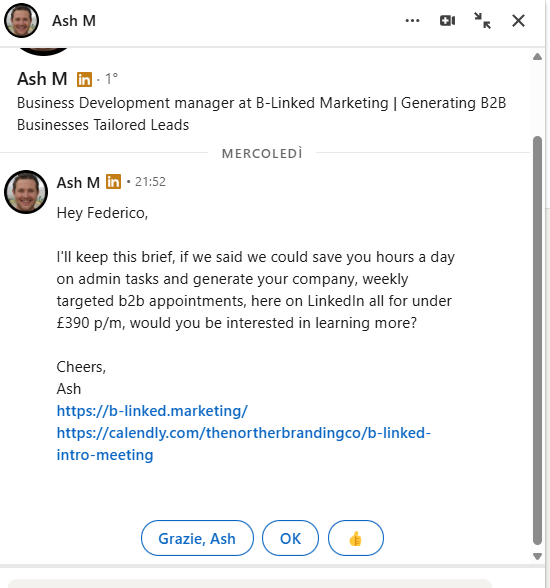 Ash M
Ash M in · 1°
Business Development manager at B-Linked Marketing | Generating B2B
Businesses Tailored Leads
MERCOLEDÌ
Ash M in • 21:52
Hey Federico,
I'll keep this brief, if we said we could save you hours a day
on admin tasks and generate your company, weekly
targeted b2b appointments, here on LinkedIn all for under
£390 p/m, would you be interested in learning more?
Cheers,
Ash
https://b-linked.marketing/
https://calendly.com/thenortherbrandingco/b-linked-
intro-meeting
Grazie, Ash OK 👍